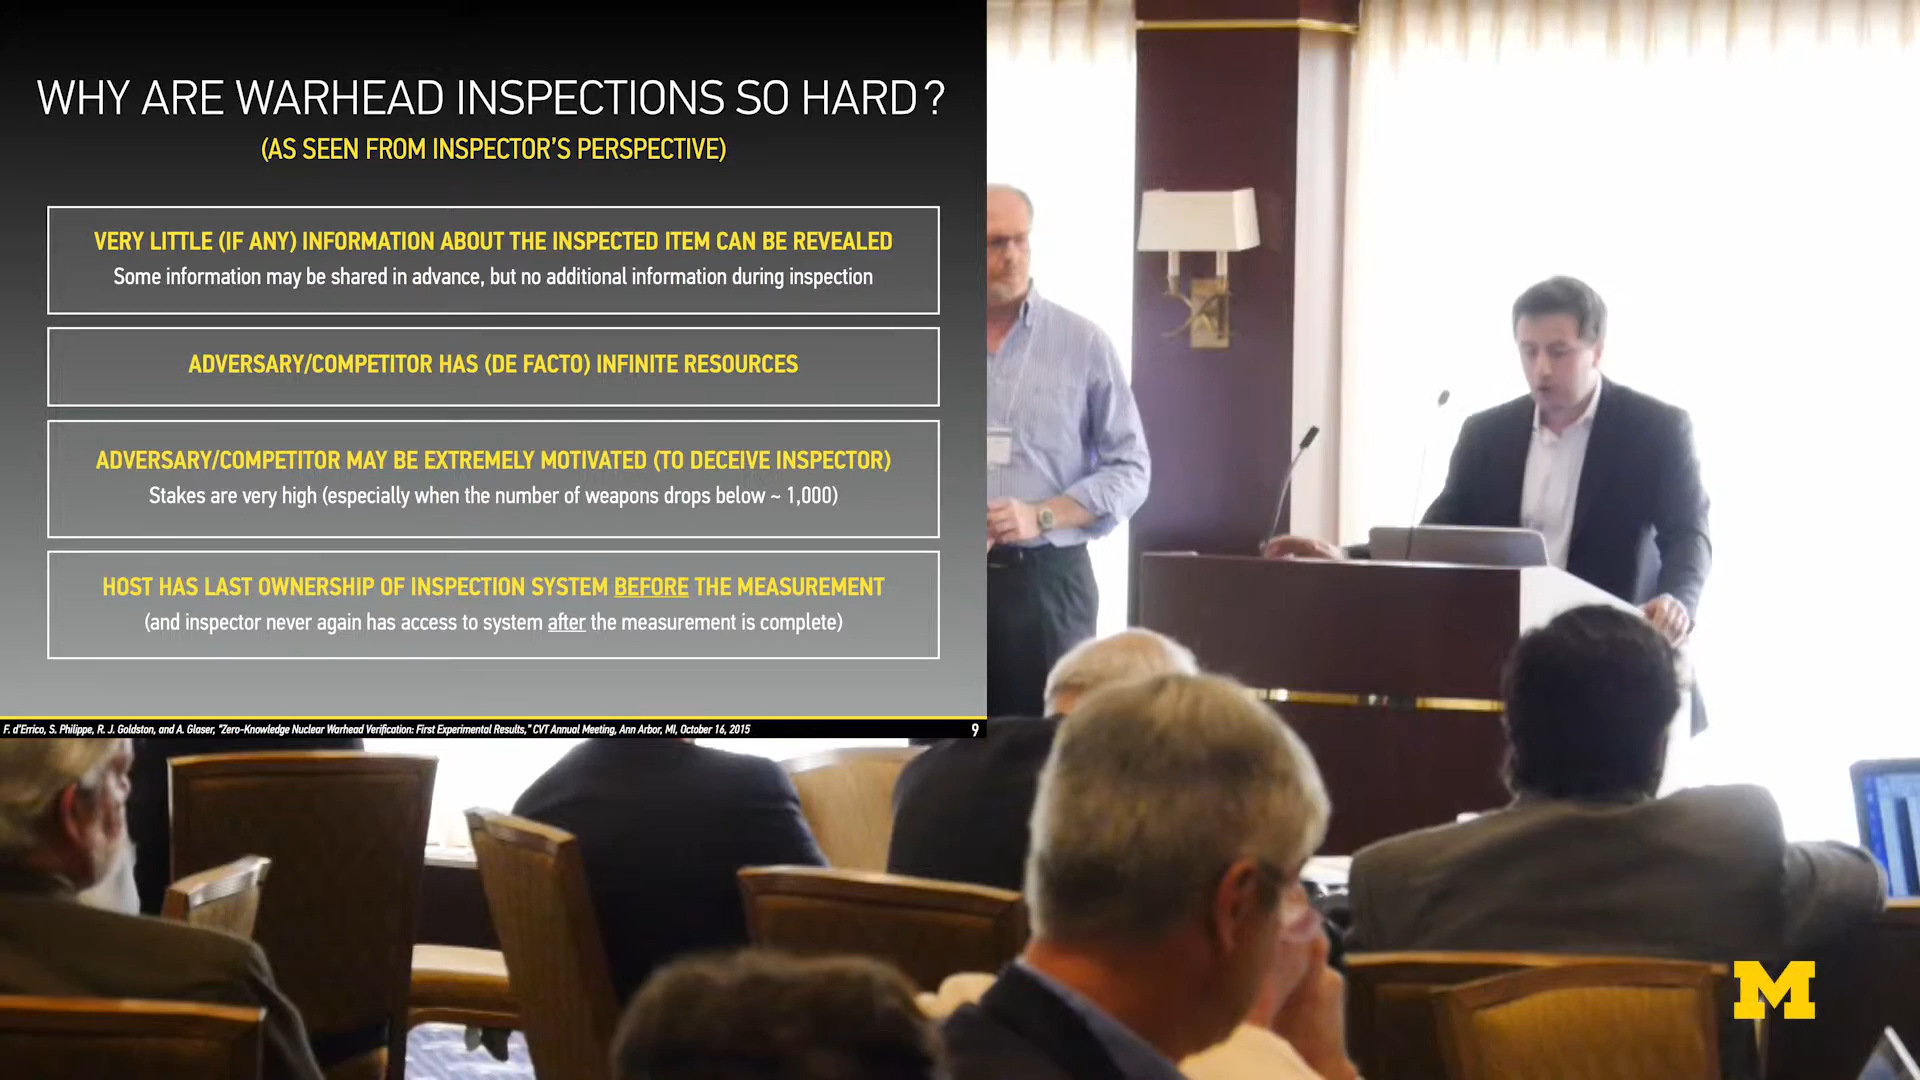 WHY ARE WARHEAD INSPECTIONS SO HARD?
(AS SEEN FROM INSPECTOR'S PERSPECTIVE)
VERY LITTLE (IF ANY) INFORMATION ABOUT THE INSPECTED ITEM CAN BE REVEALED
Some information may be shared in advance, but no additional information during inspection
ADVERSARY/COMPETITOR HAS (DE FACTO) INFINITE RESOURCES
ADVERSARY/COMPETITOR MAY BE EXTREMELY MOTIVATED (TO DECEIVE INSPECTOR)
Stakes are very high (especially when the number of weapons drops below ~ 1,000)
HOST HAS LAST OWNERSHIP OF INSPECTION SYSTEM BEFORE THE MEASUREMENT
(and inspector never again has access to system after the measurement is complete)
F. d'Errico, S. Philippe, R. J. Goldston, and A. Glaser, "Zero-Knowledge Nuclear Warhead Verification: First Experimental Results," CVT Annual Meeting, Ann Arbor, MI, October 16, 2015
9
M